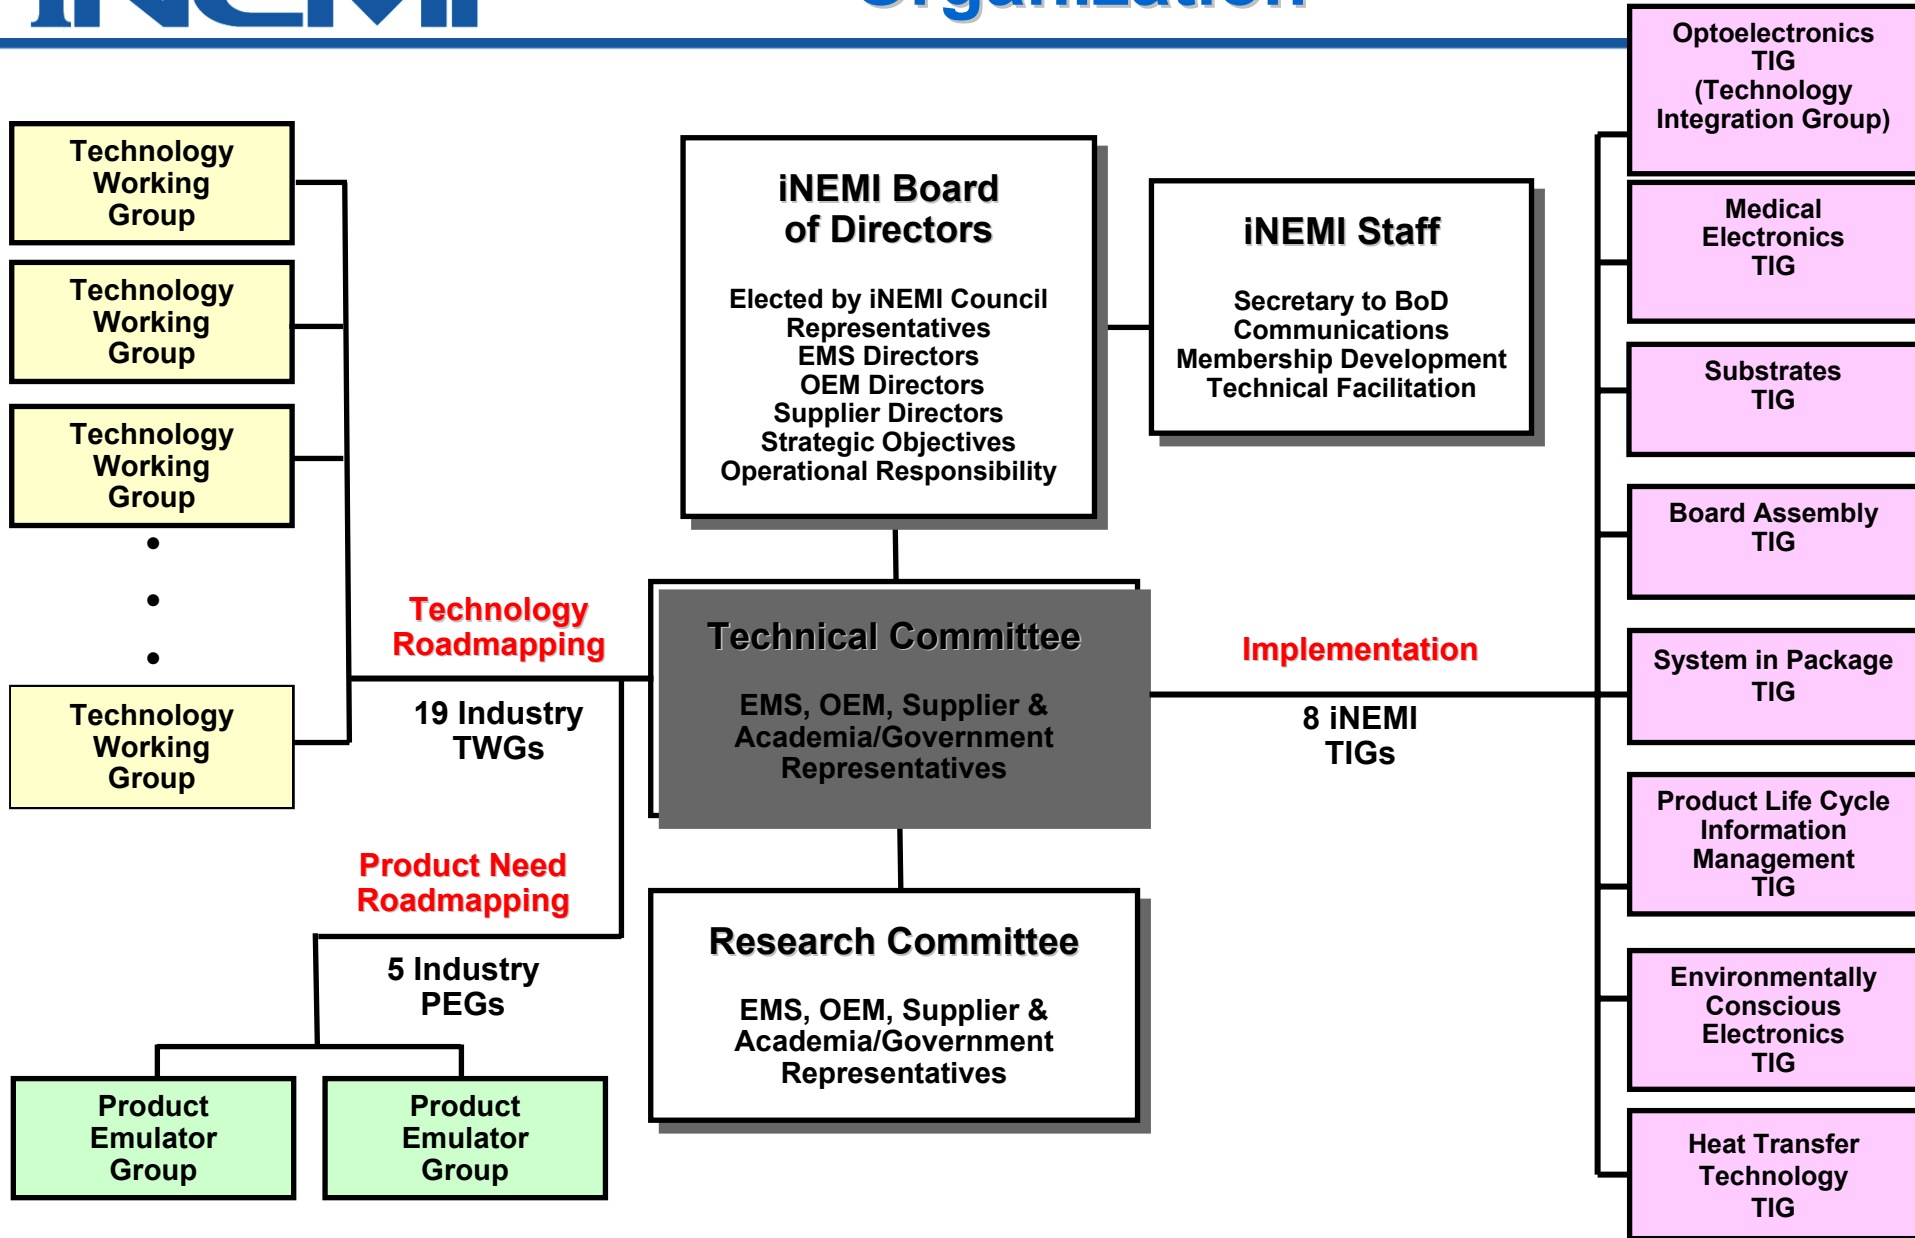 iNEMI
Organization
Optoelectronics
TIG
(Technology
Integration Group)
Medical
Electronics
TIG
Substrates
TIG
Board Assembly
TIG
System in Package
TIG
Product Life Cycle
Information
Management
TIG
Environmentally
Conscious
Electronics
TIG
Heat Transfer
Technology
TIG
Technology
Working
Group
Technology
Working
Group
Technology
Working
Group
•
•
•
Technology
Working
Group
iNEMI Board
of Directors
Elected by iNEMI Council
Representatives
EMS Directors
OEM Directors
Supplier Directors
Strategic Objectives
Operational Responsibility
iNEMI Staff
Secretary to BoD
Communications
Membership Development
Technical Facilitation
Technology
Roadmapping
19 Industry
TWGs
Technical Committee
EMS, OEM, Supplier &
Academia/Government
Representatives
Implementation
8 iNEMI
TIGs
Product Need
Roadmapping
5 Industry
PEGs
Research Committee
EMS, OEM, Supplier &
Academia/Government
Representatives
Product
Emulator
Group
Product
Emulator
Group